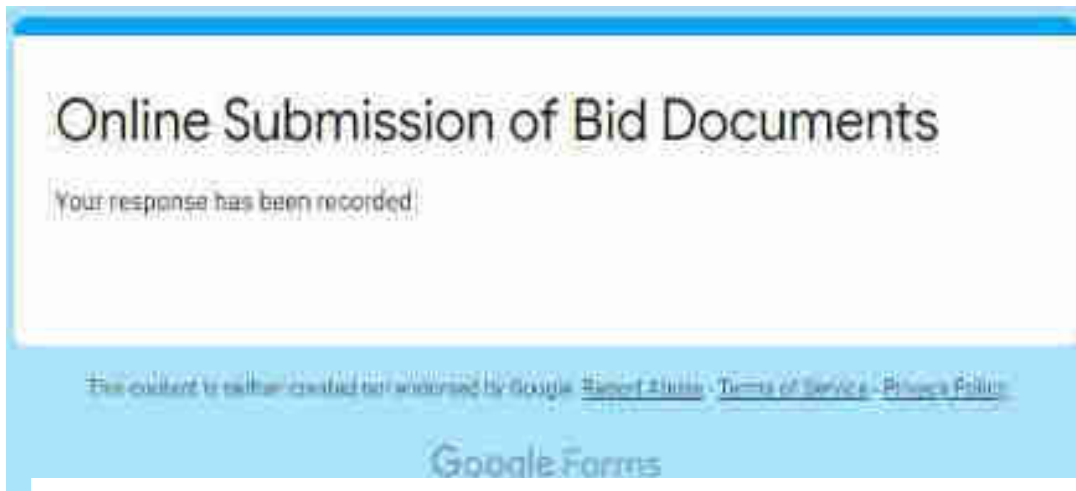 Online Submission of Bid Documents
Your response has been recorded.
This content is neither created nor endorsed by Google. Report Abuse - Terms of Service - Privacy Policy
Google Forms